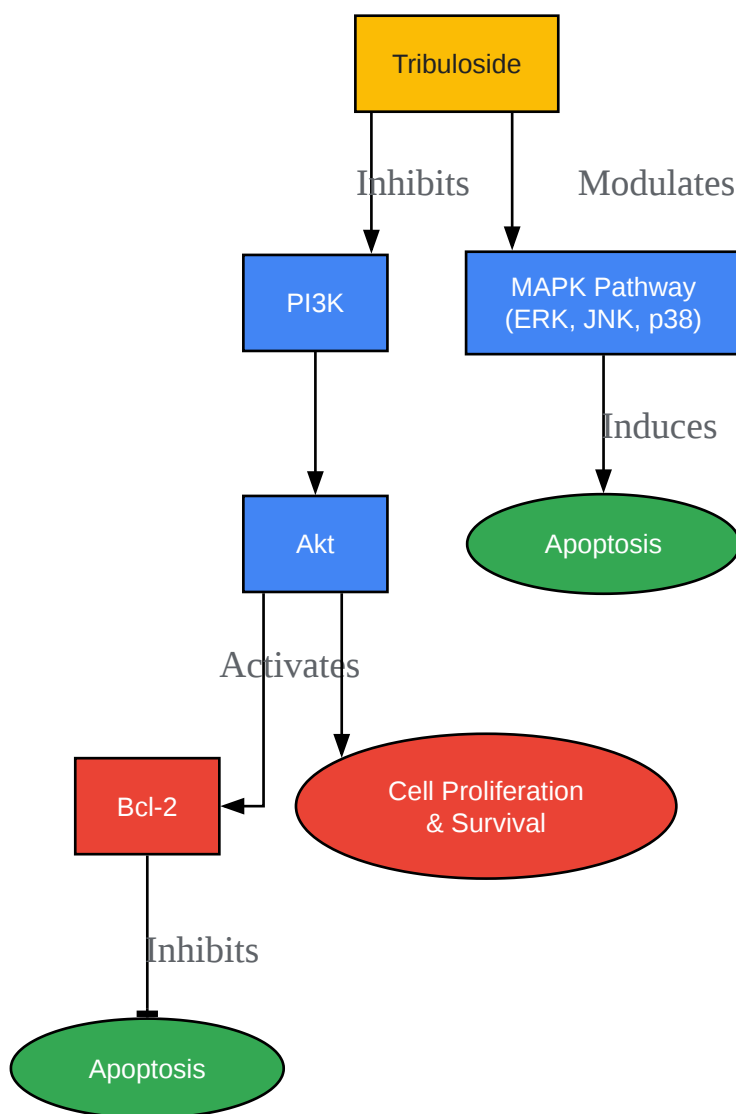 Tribuloside
Inhibits
Modulates
PI3K
MAPK Pathway
(ERK, JNK, p38)
Induces
Akt
Apoptosis
Activates
Bcl-2
Cell Proliferation
& Survival
Inhibits
Apoptosis